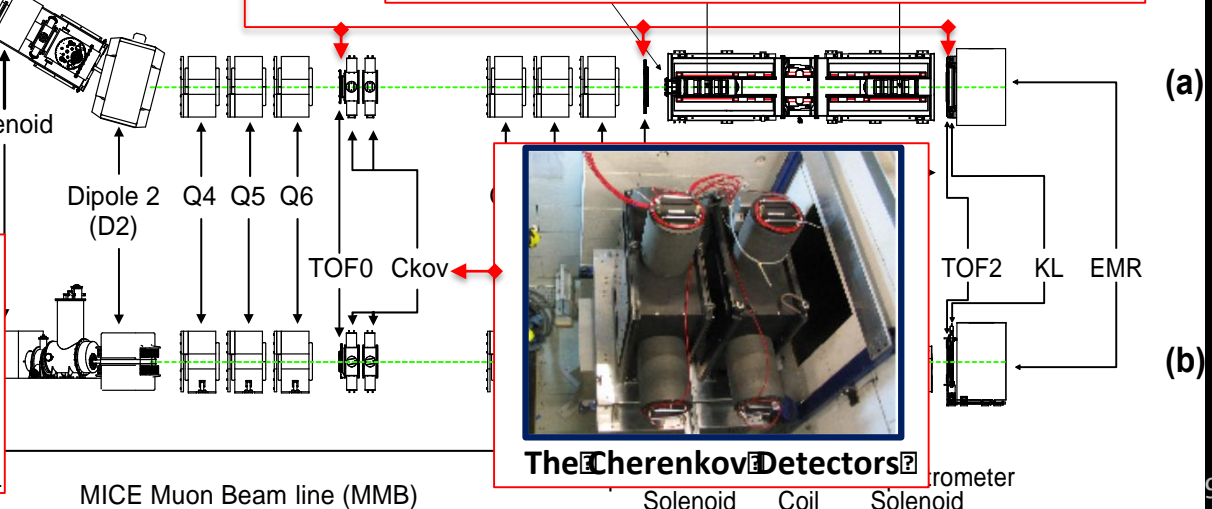 (a)
enoid
Dipole 2
(D2)
Q4 Q5 Q6
TOF0 Ckov
TOF2 KL EMR
(b)
The Cherenkov Detectors
trometer
MICE Muon Beam line (MMB)
Solenoid Coil Solenoid